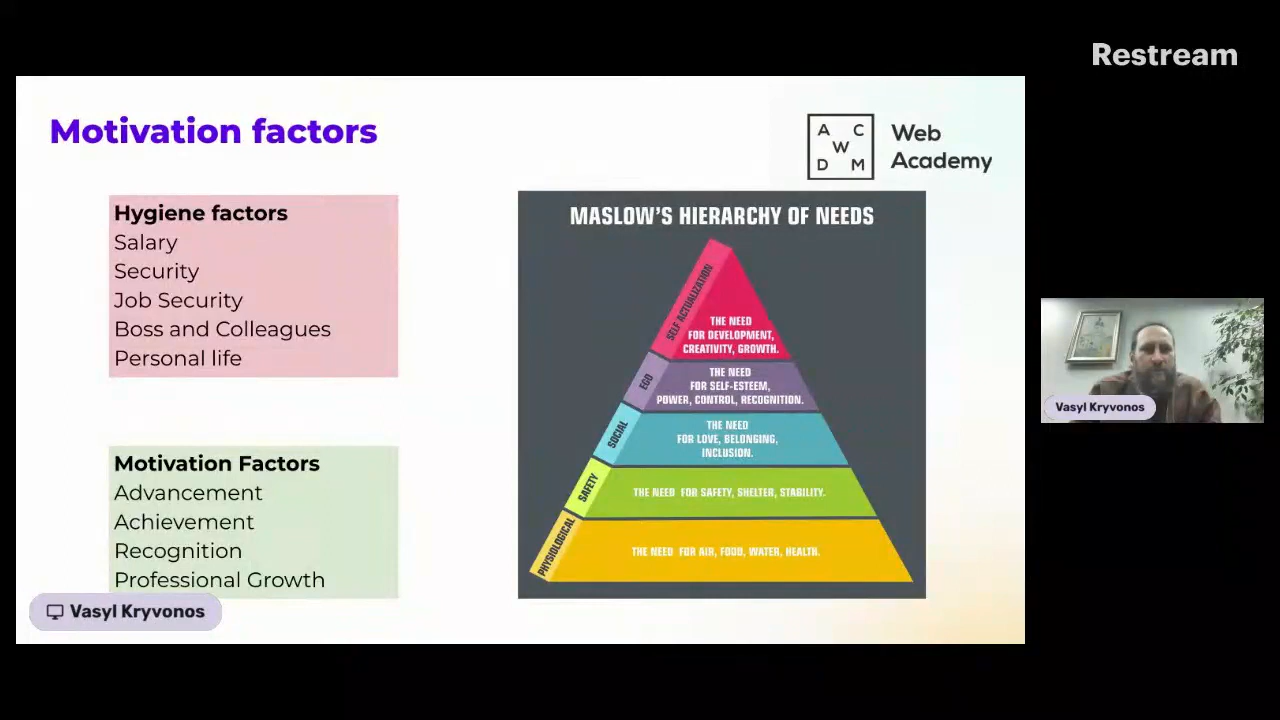 Restream
Motivation factors
A C
W
D M
Web
Academy
Hygiene factors
Salary
Security
Job Security
Boss and Colleagues
Personal life
Motivation Factors
Advancement
Achievement
Recognition
Professional Growth
MASLOW'S HIERARCHY OF NEEDS
SELF ACTUALIZATION
THE NEED
FOR DEVELOPMENT,
CREATIVITY, GROWTH.
EGO
THE NEED
FOR SELF-ESTEEM,
POWER, CONTROL, RECOGNITION.
SOCIAL
THE NEED
FOR LOVE, BELONGING,
INCLUSION.
SAFETY
THE NEED FOR SAFETY, SHELTER, STABILITY.
PHYSIOLOGICAL
THE NEED FOR AIR, FOOD, WATER, HEALTH.
Vasyl Kryvonos
Vasyl Kryvonos